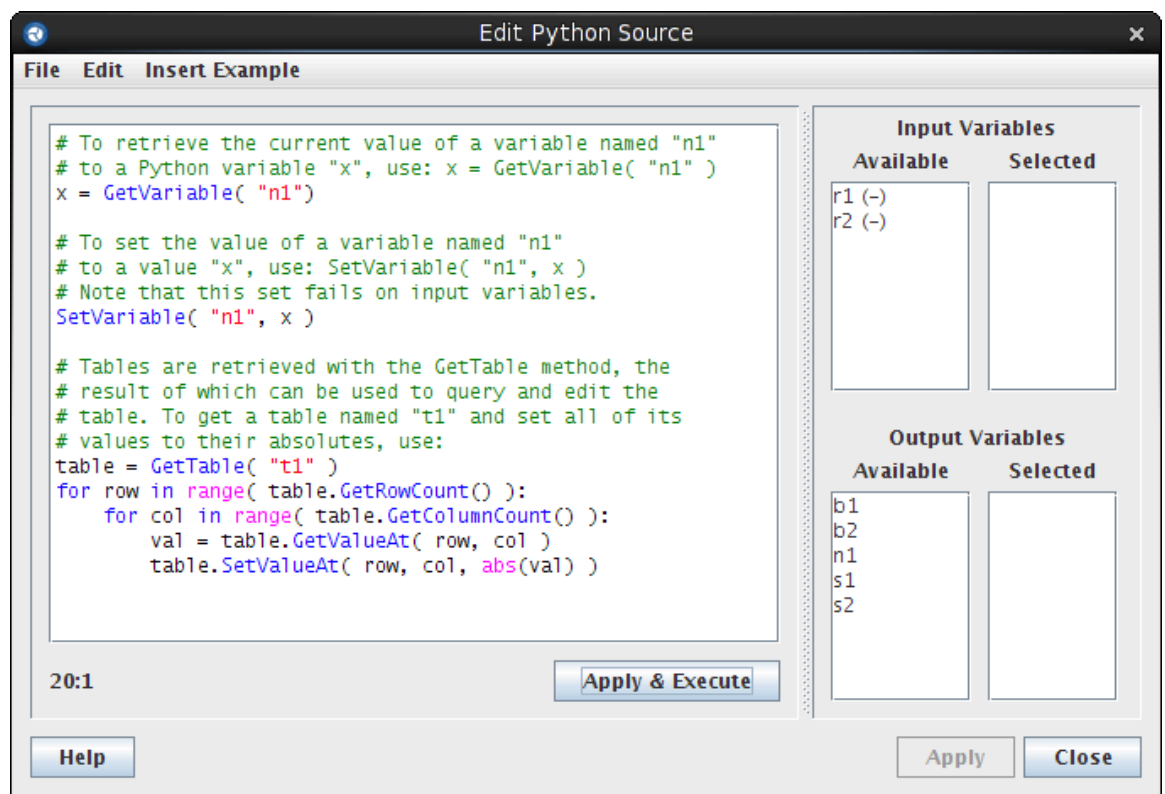 Edit Python Source
File Edit Insert Example
# To retrieve the current value of a variable named "n1"
# to a Python variable "x", use: x = GetVariable( "n1" )
x = GetVariable( "n1")
# To set the value of a variable named "n1"
# to a value "x", use: SetVariable( "n1", x )
# Note that this set fails on input variables.
SetVariable( "n1", x )
# Tables are retrieved with the GetTable method, the
# result of which can be used to query and edit the
# table. To get a table named "t1" and set all of its
# values to their absolutes, use:
table = GetTable( "t1" )
for row in range( table.GetRowCount() ):
    for col in range( table.GetColumnCount() ):
        val = table.GetValueAt( row, col )
        table.SetValueAt( row, col, abs(val) )
20:1
Apply & Execute
Input Variables
Available Selected
r1 (-)
r2 (-)
Output Variables
Available Selected
b1
b2
n1
s1
s2
Help
Apply
Close